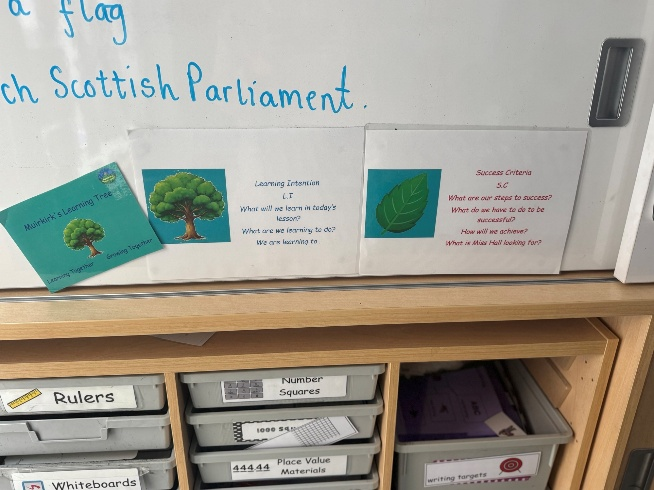 a flag
ch Scottish Parliament.
Muirkirk's Learning Tree
Learning Together
Growing Together
Learning Intention
L.I
What will we learn in today's
lesson?
What are we learning to do?
We are learning to
Success Criteria
S.C
What are our steps to success?
What do we have to do to be
successful?
How will we achieve?
What is Miss Hall looking for?
Rulers
Whiteboards
Number
Squares
Place Value
Materials
writing targets